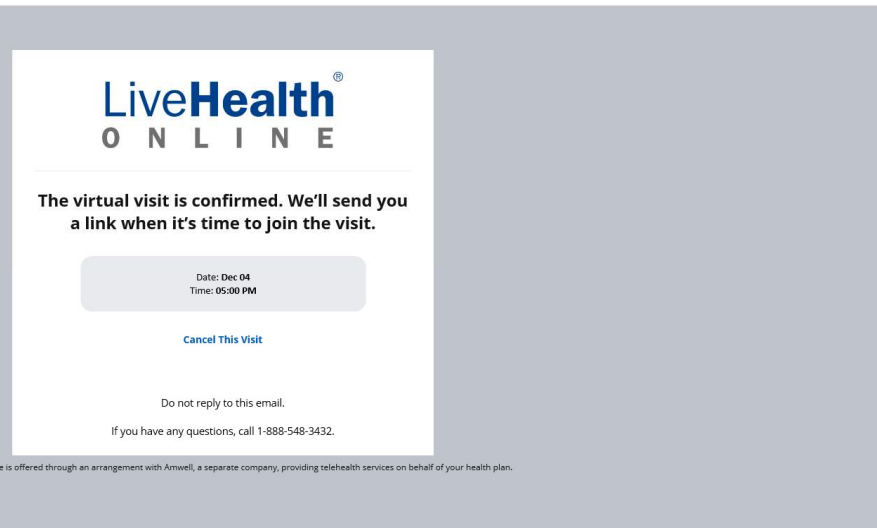 LiveHealth®
ONLINE
The virtual visit is confirmed. We’ll send you
a link when it’s time to join the visit.
Date: Dec 04
Time: 05:00 PM
Cancel This Visit
Do not reply to this email.
If you have any questions, call 1-888-548-3432.
is offered through an arrangement with Amwell, a separate company, providing telehealth services on behalf of your health plan.